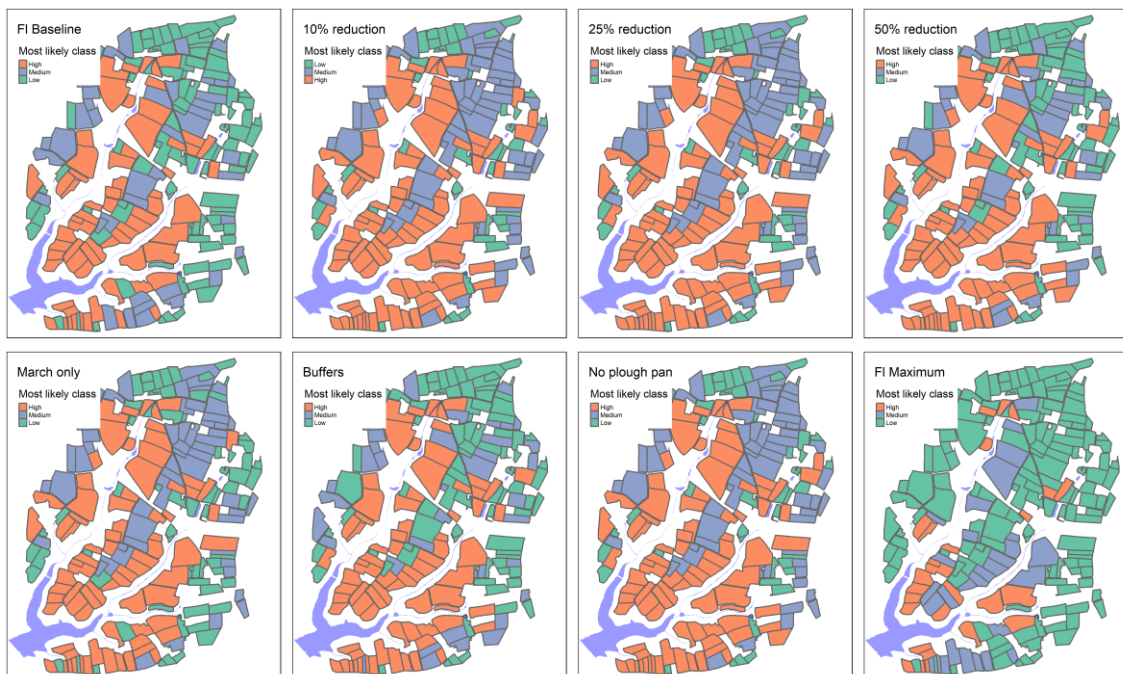 FI Baseline
Most likely class
High
Medium
Low
10% reduction
Most likely class
Low
Medium
High
25% reduction
Most likely class
High
Medium
Low
50% reduction
Most likely class
High
Medium
Low
March only
Most likely class
High
Medium
Low
Buffers
Most likely class
High
Medium
Low
No plough pan
Most likely class
High
Medium
Low
FI Maximum
Most likely class
High
Medium
Low